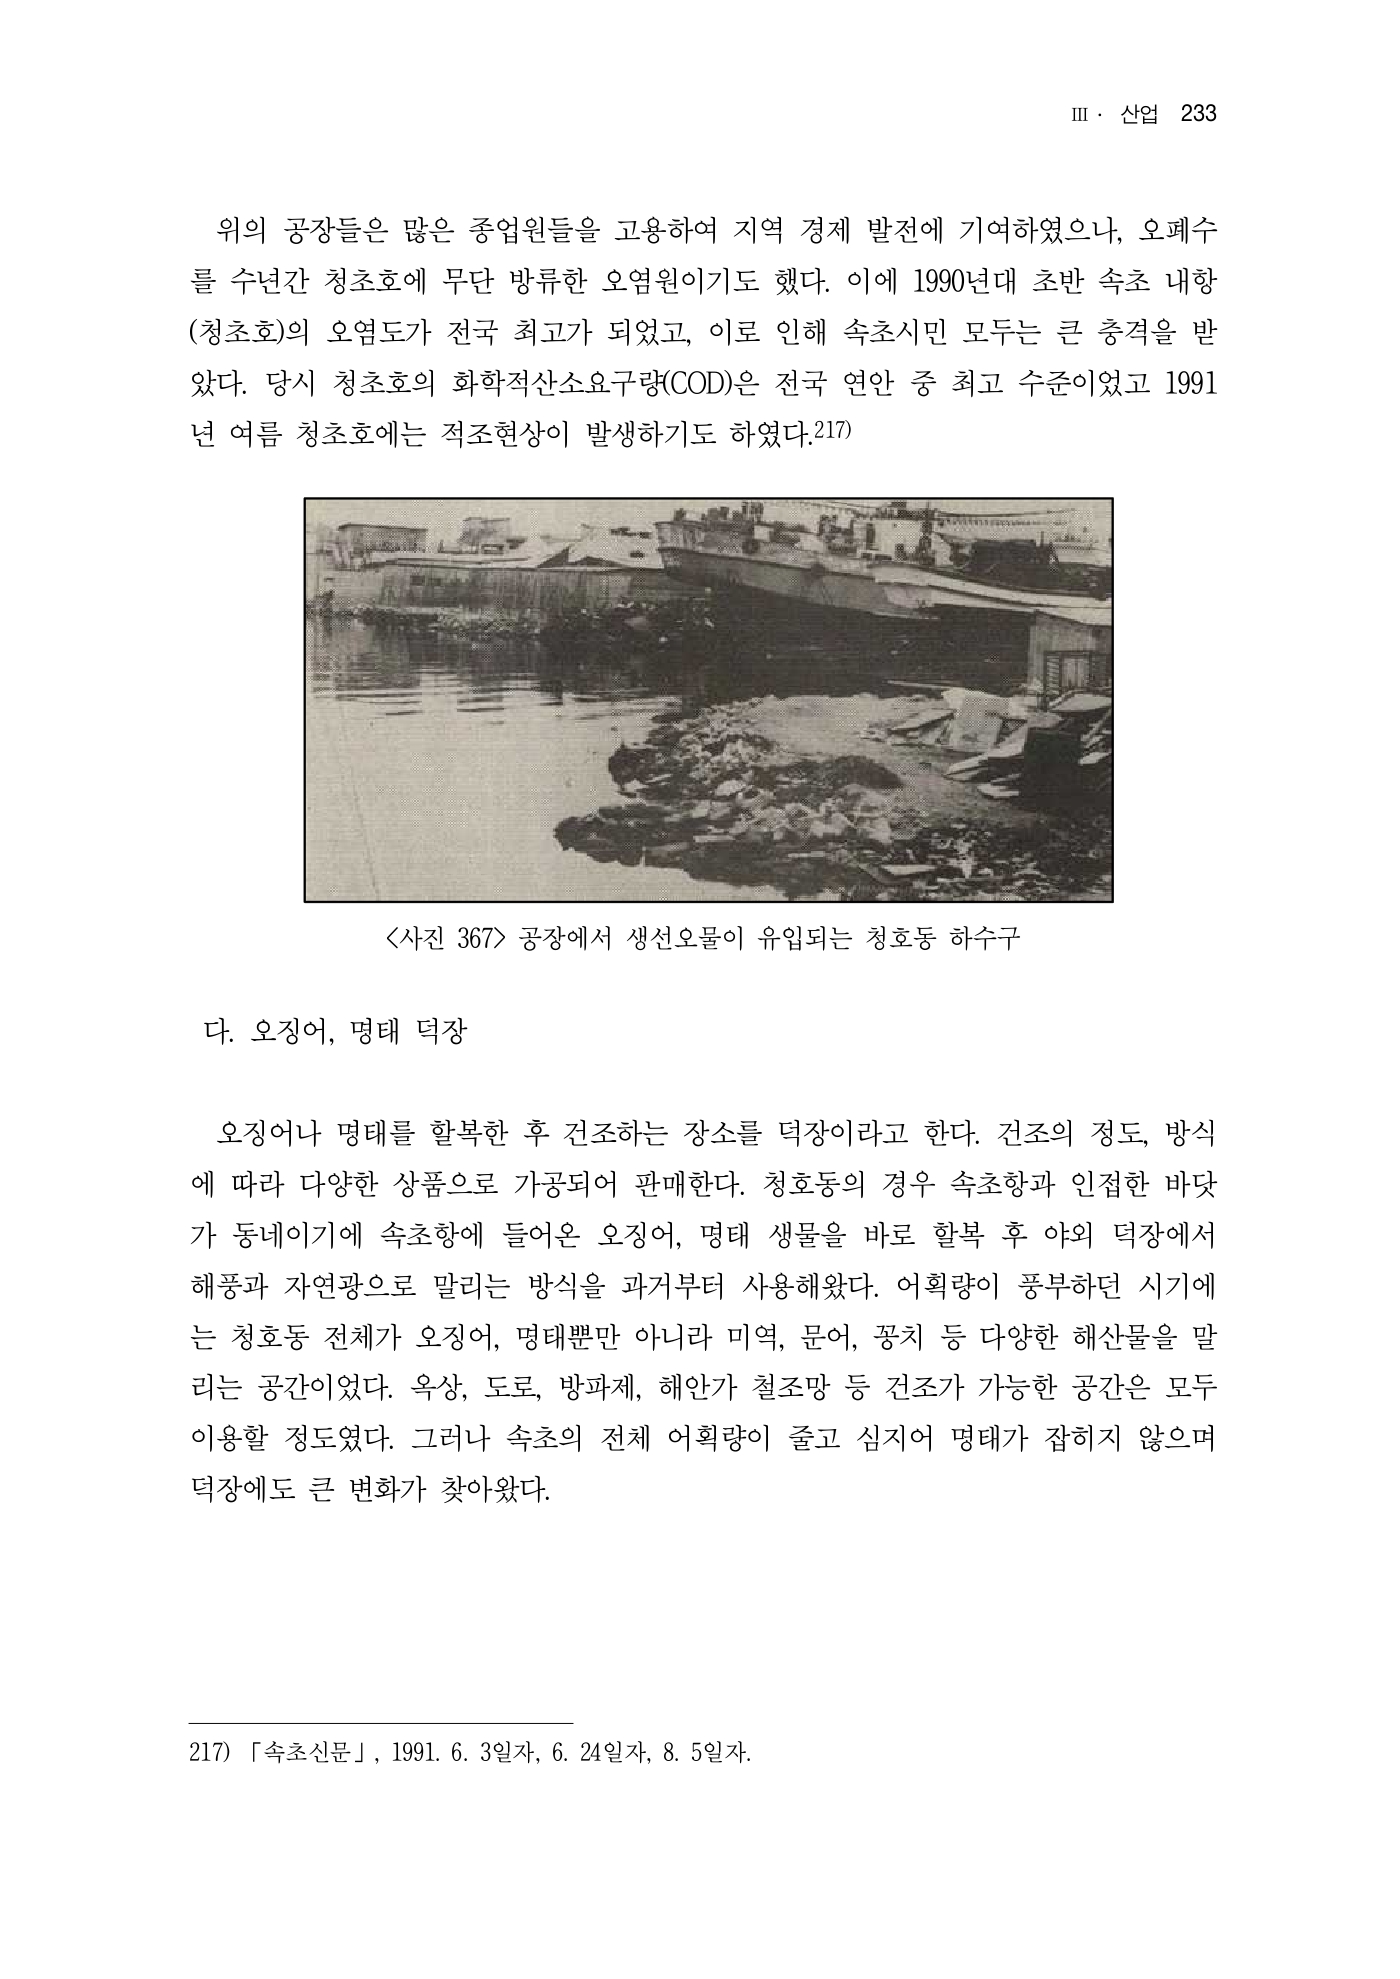 Ⅲ · 산업 233
위의 공장들은 많은 종업원들을 고용하여 지역 경제 발전에 기여하였으나, 오폐수
를 수년간 청초호에 무단 방류한 오염원이기도 했다. 이에 1990년대 초반 속초 내항
(청초호)의 오염도가 전국 최고가 되었고, 이로 인해 속초시민 모두는 큰 충격을 받
았다. 당시 청초호의 화학적산소요구량(COD)은 전국 연안 중 최고 수준이었고 1991
년 여름 청초호에는 적조현상이 발생하기도 하였다.217)
<사진 367> 공장에서 생선오물이 유입되는 청호동 하수구
다. 오징어, 명태 덕장
오징어나 명태를 할복한 후 건조하는 장소를 덕장이라고 한다. 건조의 정도, 방식
에 따라 다양한 상품으로 가공되어 판매한다. 청호동의 경우 속초항과 인접한 바닷
가 동네이기에 속초항에 들어온 오징어, 명태 생물을 바로 할복 후 야외 덕장에서
해풍과 자연광으로 말리는 방식을 과거부터 사용해왔다. 어획량이 풍부하던 시기에
는 청호동 전체가 오징어, 명태뿐만 아니라 미역, 문어, 꽁치 등 다양한 해산물을 말
리는 공간이었다. 옥상, 도로, 방파제, 해안가 철조망 등 건조가 가능한 공간은 모두
이용할 정도였다. 그러나 속초의 전체 어획량이 줄고 심지어 명태가 잡히지 않으며
덕장에도 큰 변화가 찾아왔다.
217) 「속초신문」, 1991. 6. 3일자, 6. 24일자, 8. 5일자.